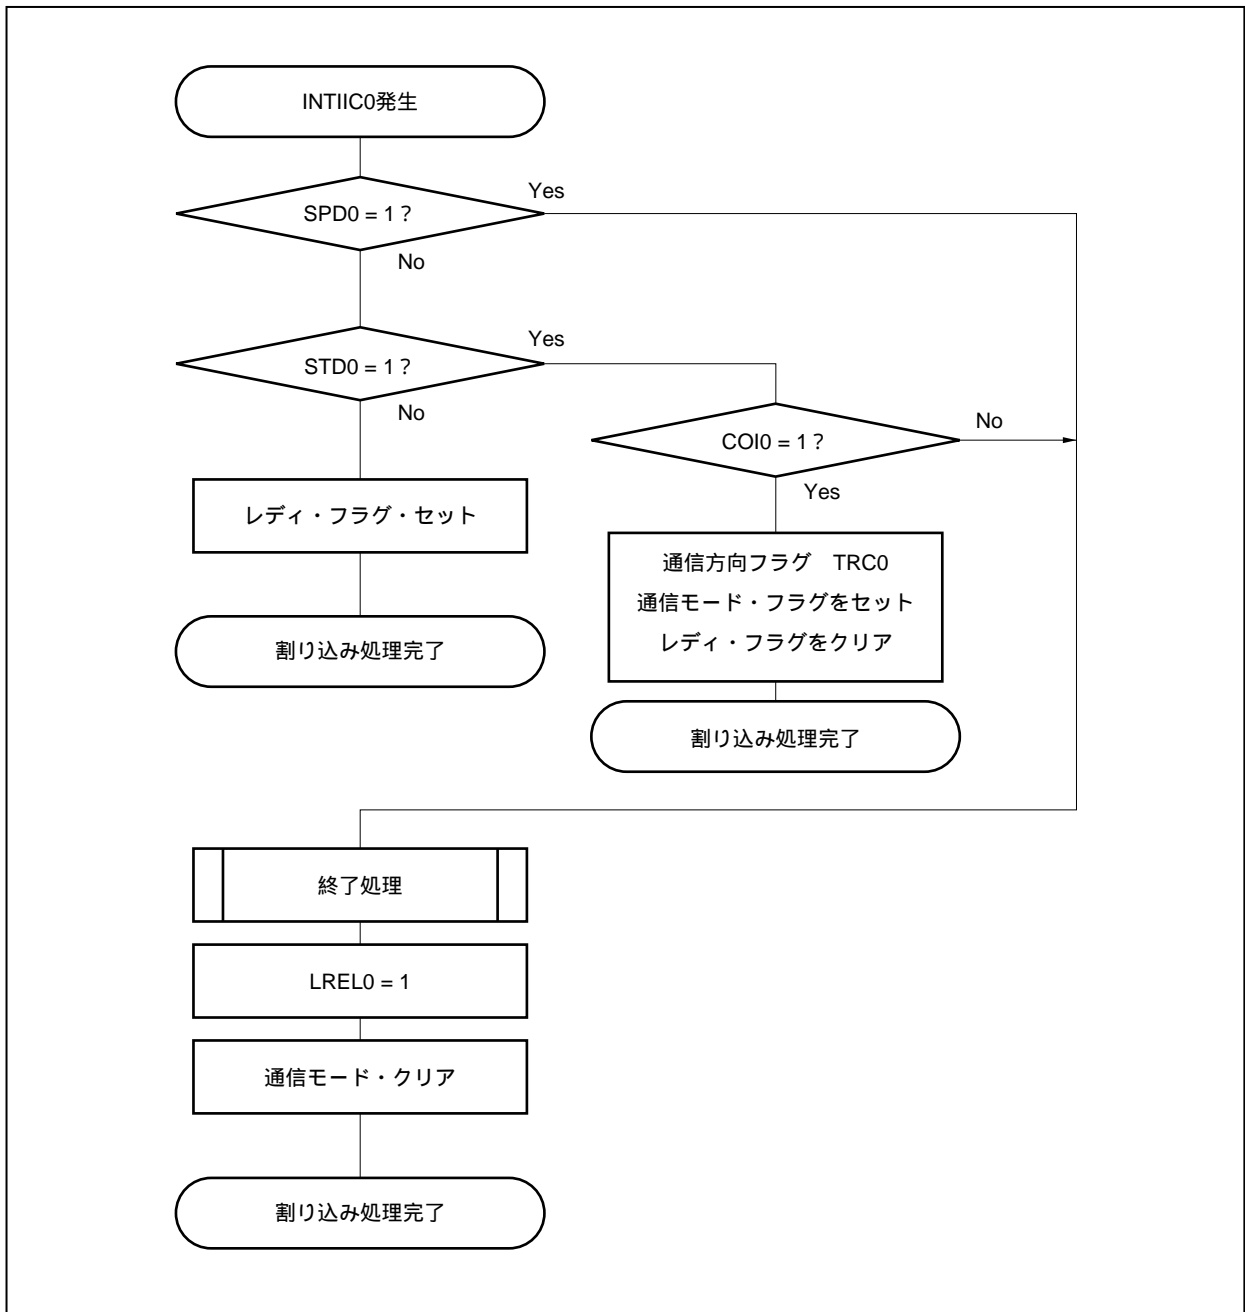 INTIIC0発生
SPD0 = 1？
Yes
No
STD0 = 1？
Yes
No
COI0 = 1？
No
Yes
レディ・フラグ・セット
通信方向フラグ　TRC0
通信モード・フラグをセット
レディ・フラグをクリア
割り込み処理完了
割り込み処理完了
終了処理
LREL0 = 1
通信モード・クリア
割り込み処理完了